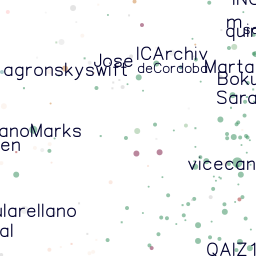 m
Jose
ICArchiv
agronskyswift
deCordoba
Marta
Boku
Sara
anoMarks
en
vicecan
ularellano
al
QAIZ1